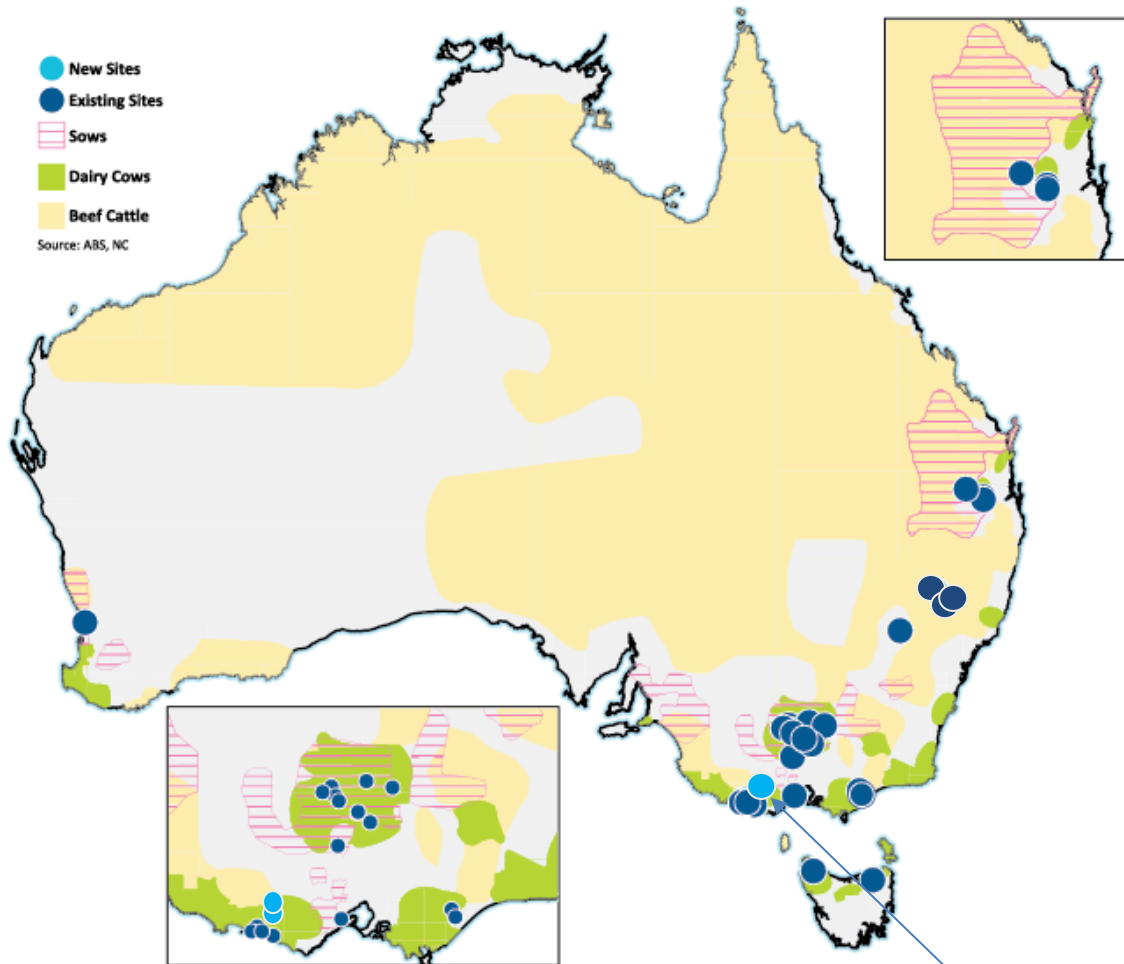 New Sites
Existing Sites
Sows
Dairy Cows
Beef Cattle
Source: ABS, NC